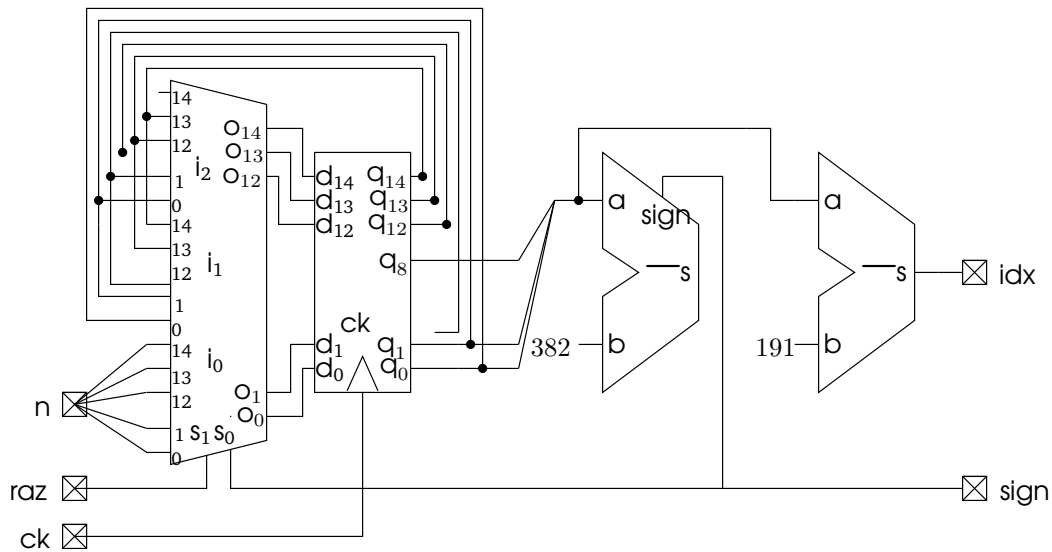 14
13
12
1
0
i₂
14
13
12
1
0
i₁
14
13
12
1
0
i₀
s₁ s₀
o₁₄
o₁₃
o₁₂
o₁
o₀
d₁₄
d₁₃
d₁₂
d₁
d₀
q₁₄
q₁₃
q₁₂
q₈
q₁
q₀
ck
a
sign
s
382
b
a
s
191
b
idx
n
raz
sign
ck